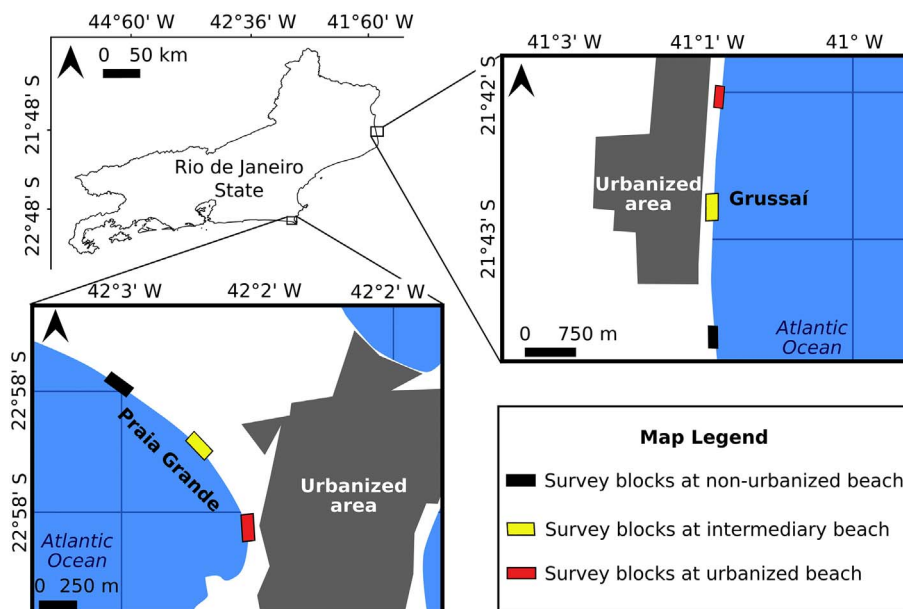 44°60' W 42°36' W 41°60' W
0 50 km
21°48' S
22°48' S
Rio de Janeiro
State
41°3' W 41°1' W 41° W
21°42' S
21°43' S
Urbanized
area
Grussaí
0 750 m
Atlantic
Ocean
42°3' W 42°2' W 42°2' W
22°58' S
22°58' S
Praia Grande
Urbanized
area
Atlantic
Ocean
0 250 m
Map Legend
Survey blocks at non-urbanized beach
Survey blocks at intermediary beach
Survey blocks at urbanized beach